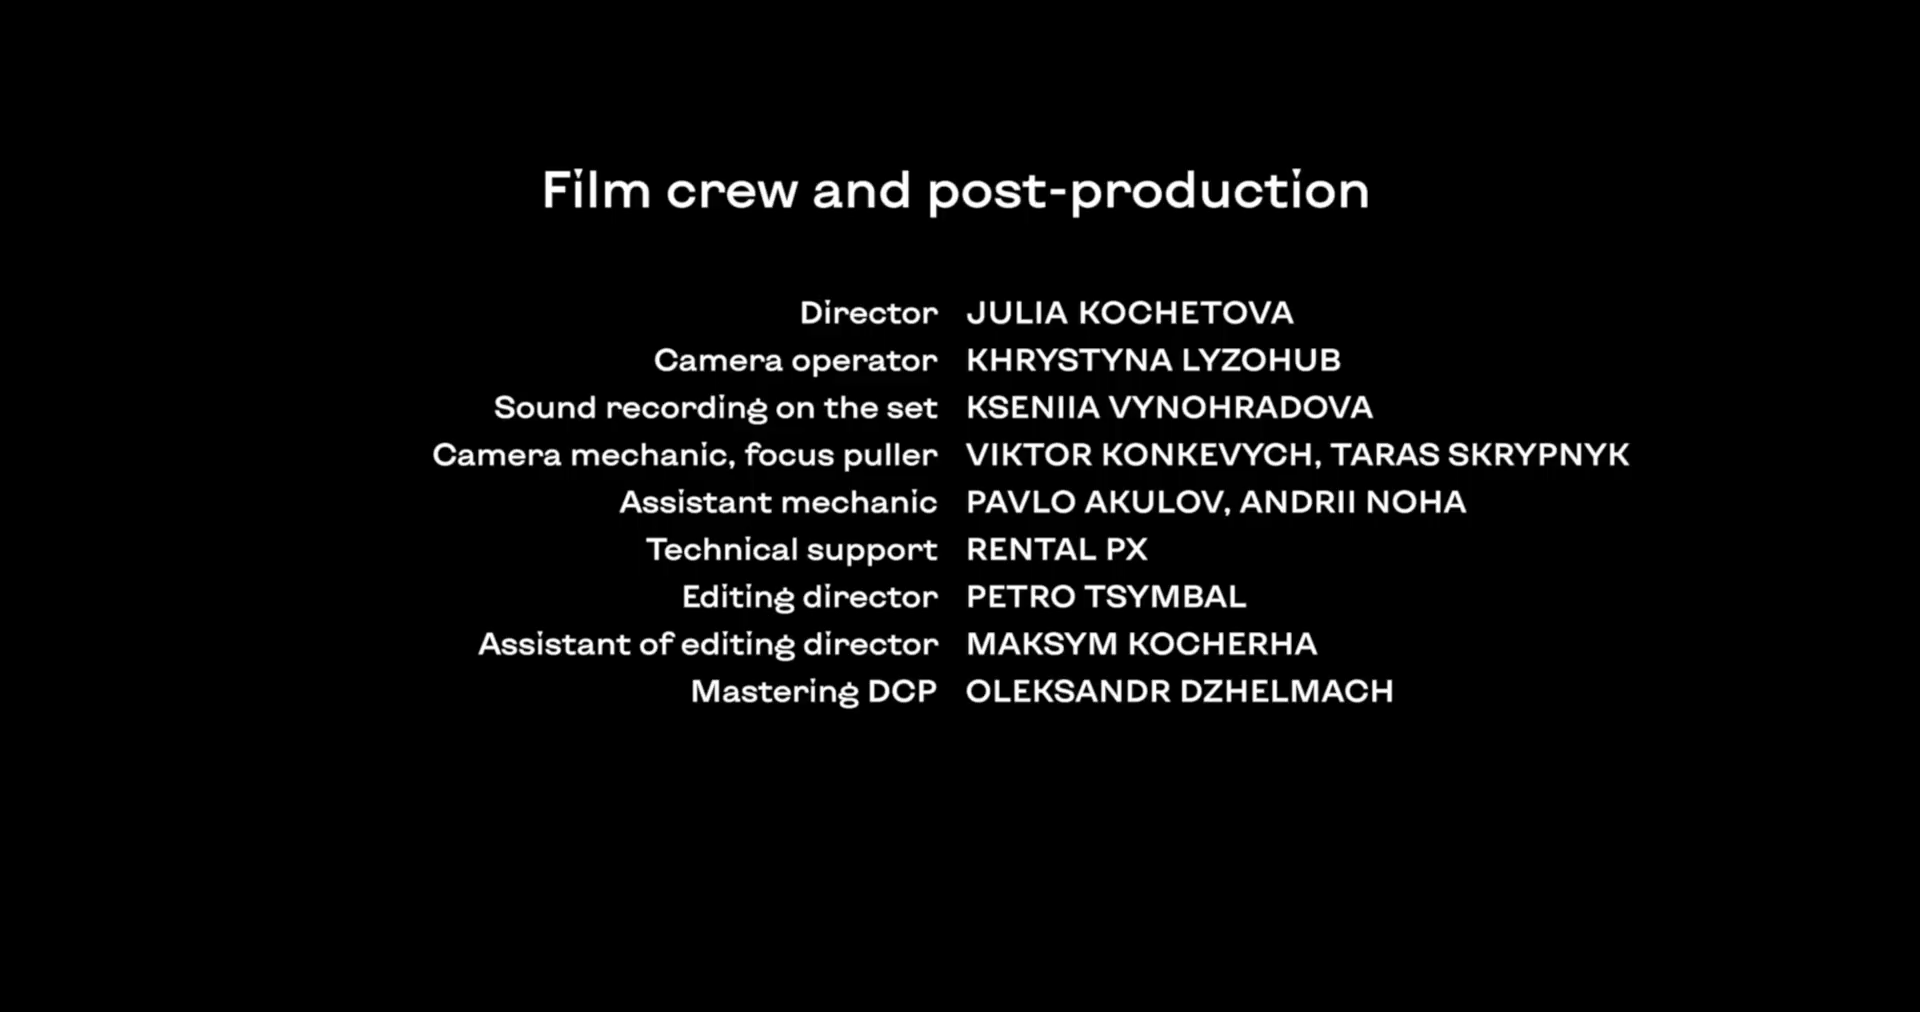 Film crew and post-production
Director JULIA KOCHETOVA
Camera operator KHRYSTYNA LYZOHUB
Sound recording on the set KSENIIA VYNOHRADOVA
Camera mechanic, focus puller VIKTOR KONKEVYCH, TARAS SKRYPNYK
Assistant mechanic PAVLO AKULOV, ANDRII NOHA
Technical support RENTAL PX
Editing director PETRO TSYMBAL
Assistant of editing director MAKSYM KOCHERHA
Mastering DCP OLEKSANDR DZHELMACH